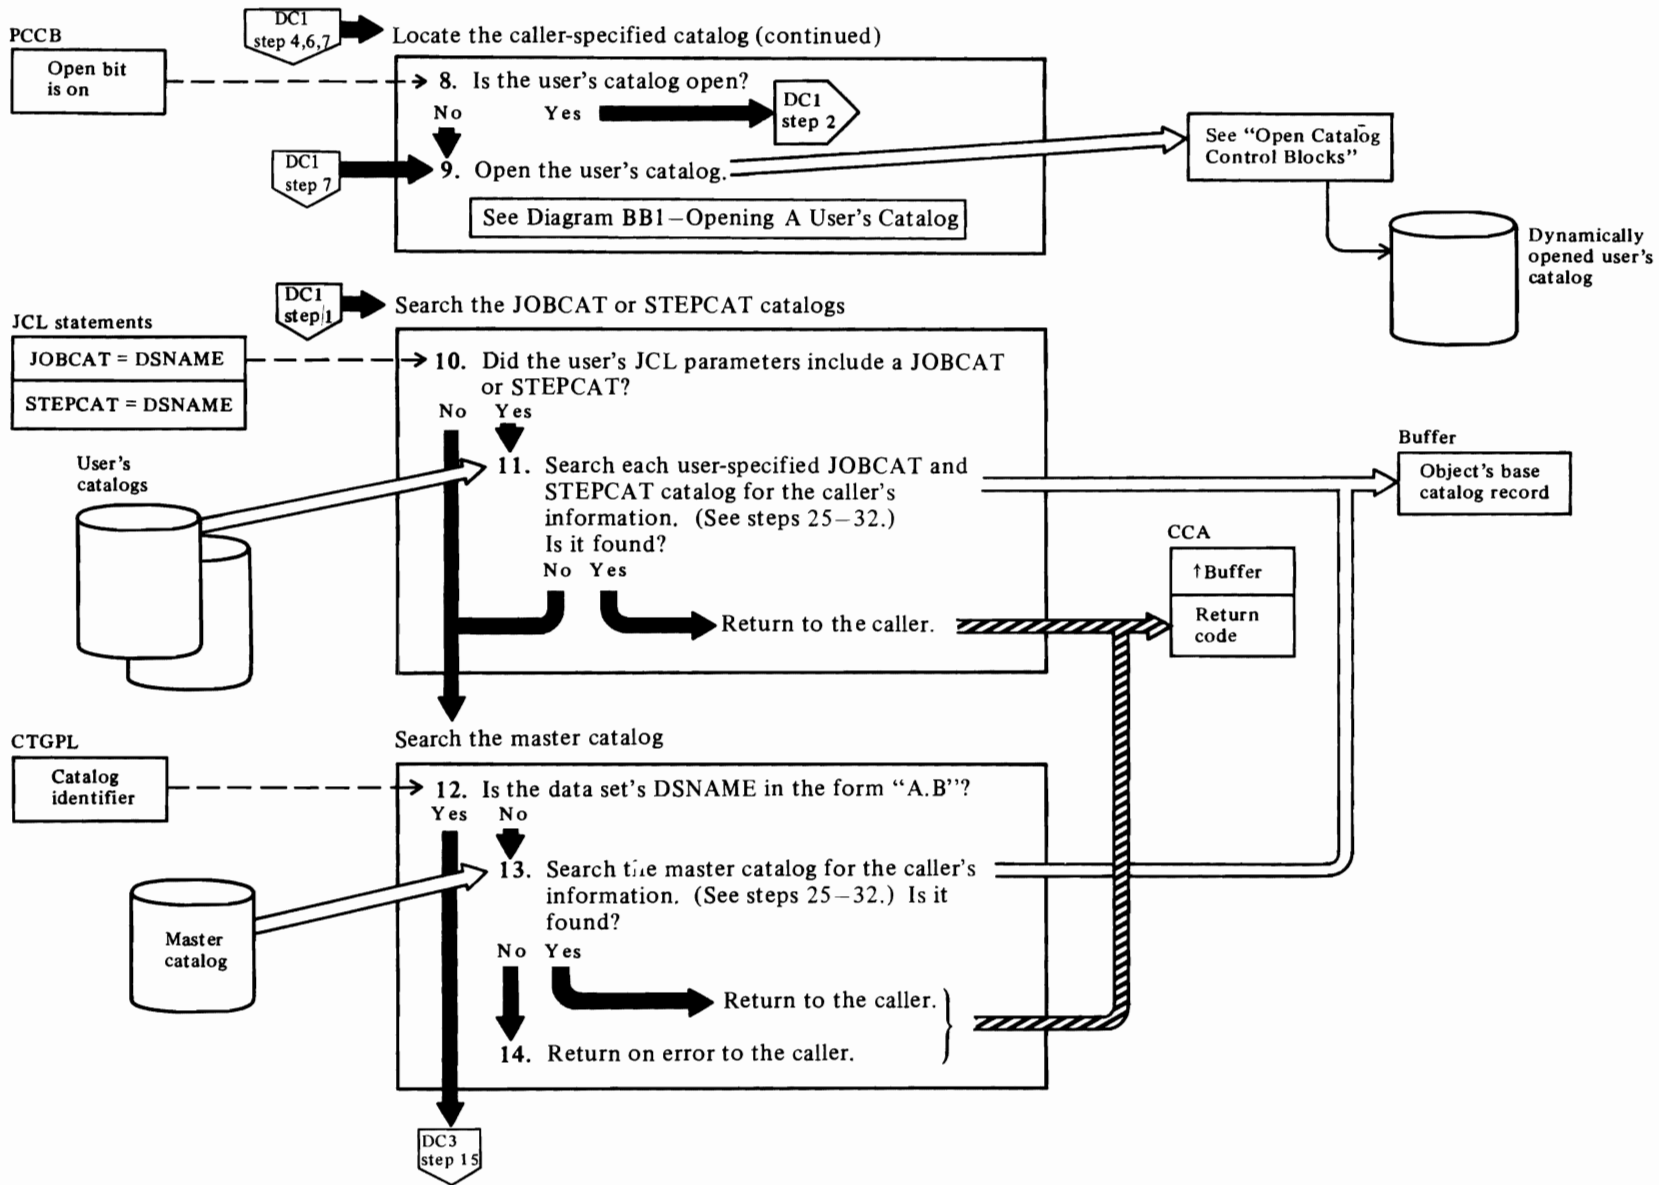 DC1
step 4,6,7
Locate the caller-specified catalog (continued)
PCCB
Open bit
is on
8. Is the user's catalog open?
No Yes
DC1
step 2
DC1
step 7
9. Open the user's catalog.
See Diagram BB1—Opening A User's Catalog
See “Open Catalog
Control Blocks”
Dynamically
opened user's
catalog
DC1
step 1
Search the JOBCAT or STEPCAT catalogs
JCL statements
JOBCAT = DSNAME
STEPCAT = DSNAME
10. Did the user's JCL parameters include a JOBCAT
or STEPCAT?
No Yes
User's
catalogs
11. Search each user-specified JOBCAT and
STEPCAT catalog for the caller's
information. (See steps 25—32.)
Is it found?
No Yes
Return to the caller.
Buffer
Object's base
catalog record
CCA
↑Buffer
Return
code
Search the master catalog
CTGPL
Catalog
identifier
12. Is the data set's DSNAME in the form “A.B”?
Yes No
Master
catalog
13. Search the master catalog for the caller's
information. (See steps 25—32.) Is it
found?
No Yes
Return to the caller.
14. Return on error to the caller.
DC3
step 15